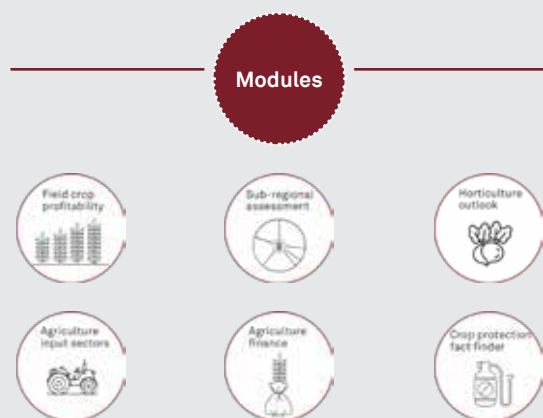 Modules
Field crop
profitability
Sub-regional
assessment
Horticulture
outlook
Agriculture
input sectors
Agriculture
finance
Crop protection
fact finder